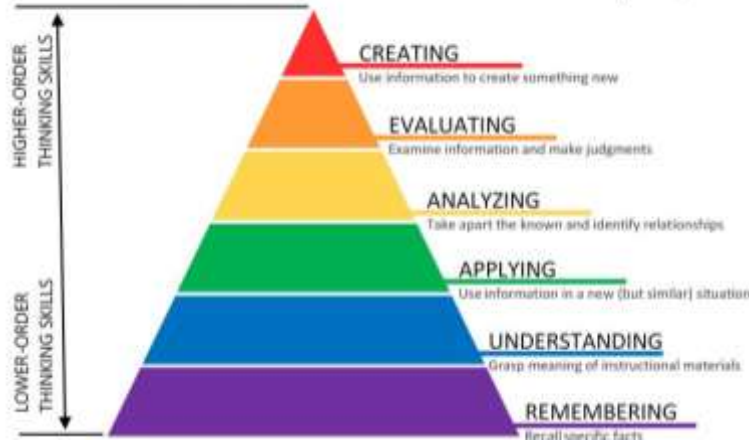 HIGHER-ORDER
THINKING SKILLS
LOWER-ORDER
THINKING SKILLS
CREATING
Use information to create something new
EVALUATING
Examine information and make judgments
ANALYZING
Take apart the known and identify relationships
APPLYING
Use information in a new (but similar) situation
UNDERSTANDING
Grasp meaning of instructional materials
REMEMBERING
Recall specific facts